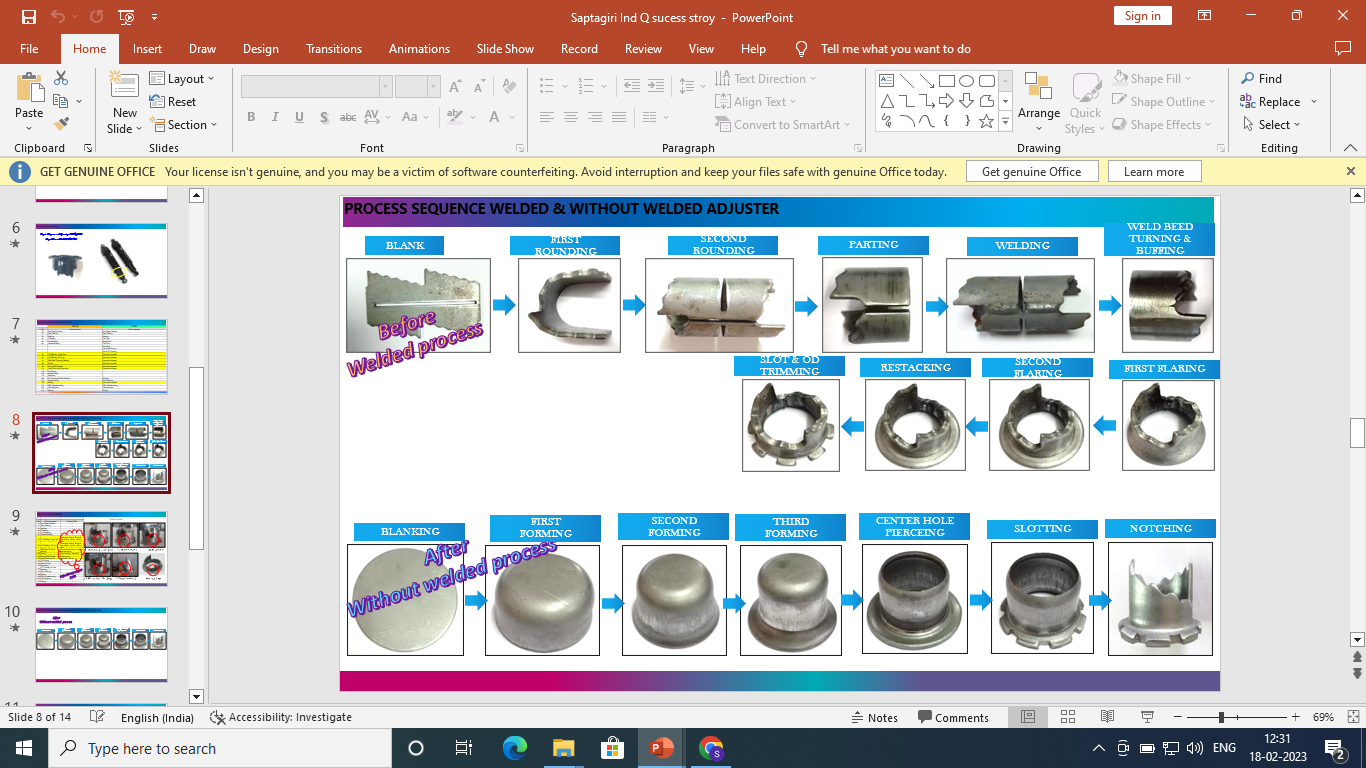 Saptagiri Ind Q sucess stroy - PowerPoint
Sign in
File Home Insert Draw Design Transitions Animations Slide Show Record Review View Help Tell me what you want to do
Paste
Clipboard
New
Slide
Layout
Reset
Section
Slides
B I U S abc AV Aa A
Font
Text Direction
Align Text
Convert to SmartArt
Paragraph
Arrange
Quick
Styles
Shape Fill
Shape Outline
Shape Effects
Drawing
Find
Replace
Select
Editing
GET GENUINE OFFICE Your license isn't genuine, and you may be a victim of software counterfeiting. Avoid interruption and keep your files safe with genuine Office today.
Get genuine Office
Learn more
6
7
8
9
10
11
PROCESS SEQUENCE WELDED & WITHOUT WELDED ADJUSTER
BLANK
FIRST
ROUNDING
SECOND
ROUNDING
PARTING
WELDING
WELD BEED
TURNING &
BUFFING
Before
Welded process
SLOT & OD
TRIMMING
RESTACKING
SECOND
FLARING
FIRST FLARING
BLANKING
FIRST
FORMING
SECOND
FORMING
THIRD
FORMING
CENTER HOLE
PIERCEING
SLOTTING
NOTCHING
After
Without welded process
Slide 8 of 14
English (India)
Accessibility: Investigate
Notes
Comments
69%
Type here to search
ENG
12:31
18-02-2023
2